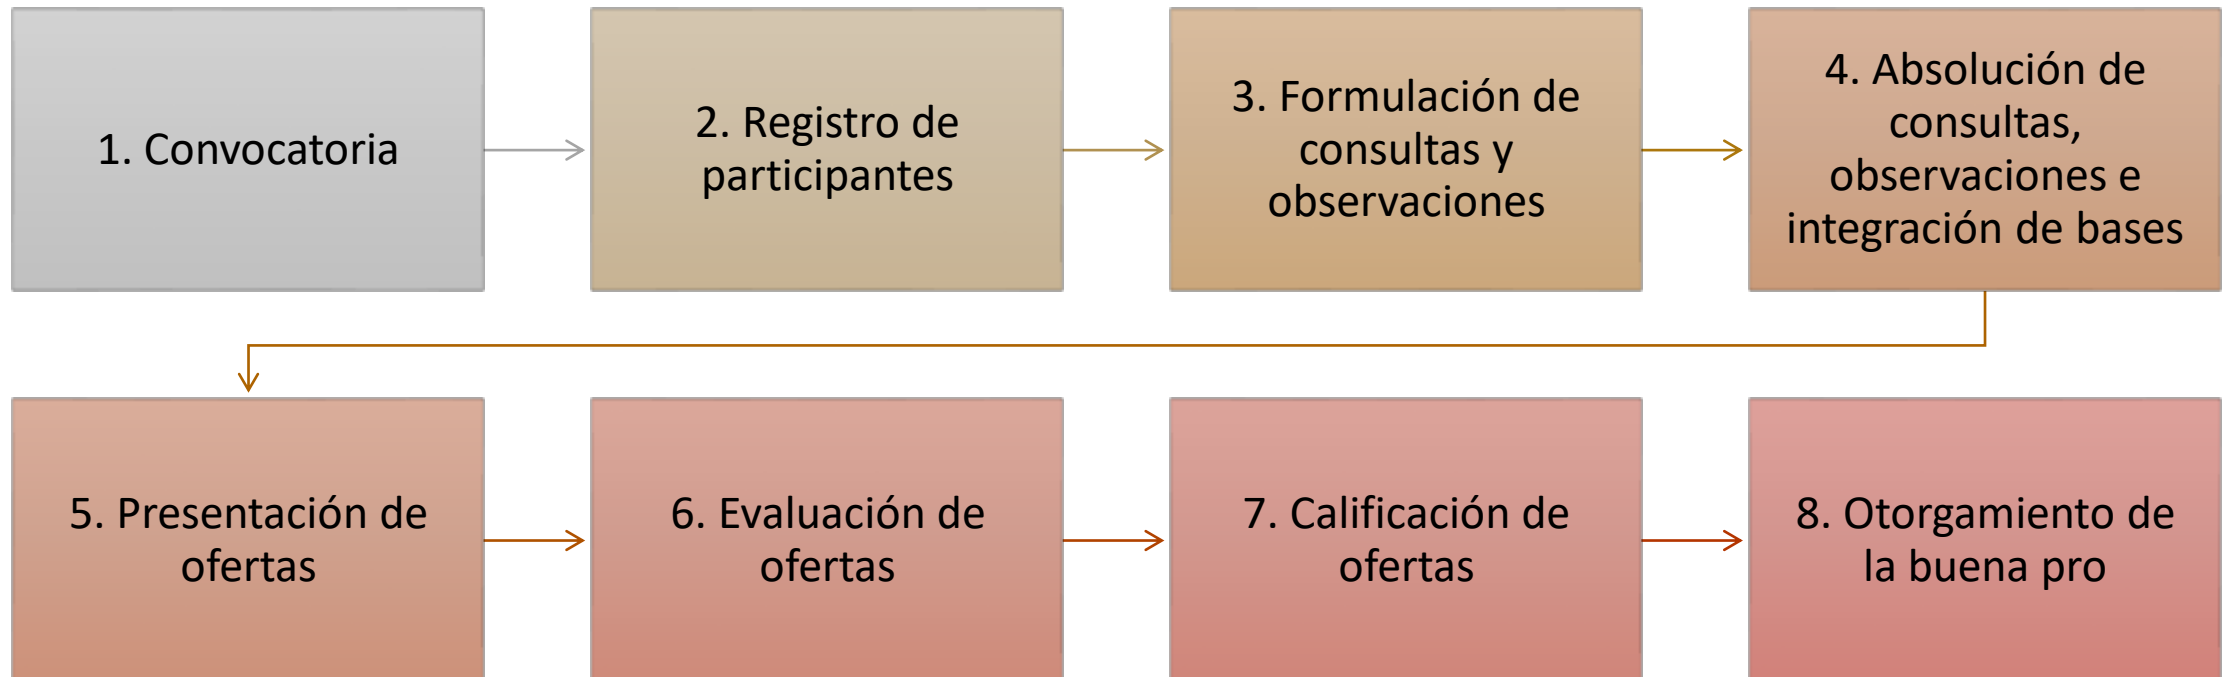 1. Convocatoria
2. Registro de
participantes
3. Formulación de
consultas y
observaciones
4. Absolución de
consultas,
observaciones e
integración de bases
5. Presentación de
ofertas
6. Evaluación de
ofertas
7. Calificación de
ofertas
8. Otorgamiento de
la buena pro